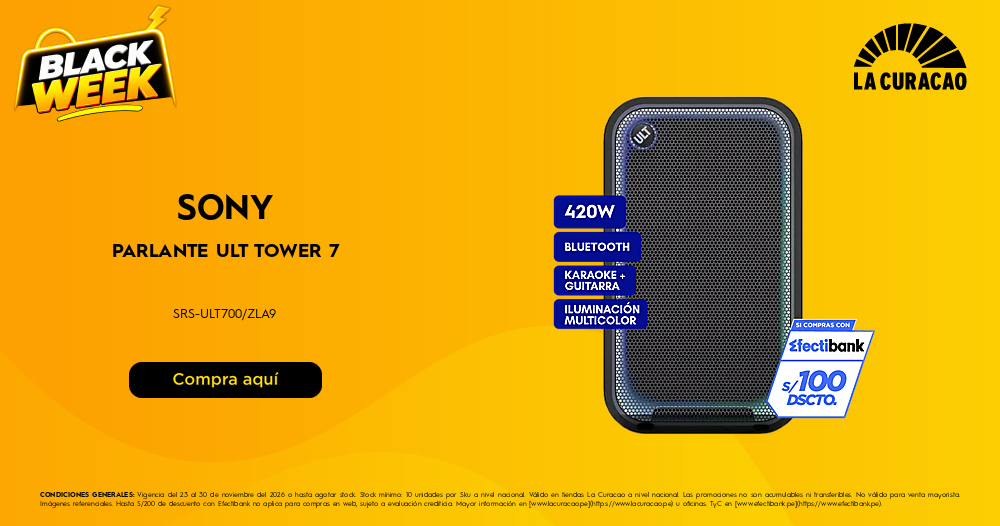 BLACK
WEEK
LA CURACAO
SONY
PARLANTE ULT TOWER 7
SRS-ULT700/ZLA9
Compra aquí
ULT
420W
BLUETOOTH
KARAOKE +
GUITARRA
ILUMINACIÓN
MULTICOLOR
SI COMPRAS CON
Efectibank
S/100
DSCTO.
CONDICIONES GENERALES: Vigencia del 23 al 30 de noviembre del 2026 o hasta agotar stock. Stock mínimo: 10 unidades por Sku a nivel nacional. Válido en tiendas La Curacao a nivel nacional. Las promociones no son acumulables ni transferibles. No válido para venta mayorista.
Imágenes referenciales. Hasta S/200 de descuento con Efectibank no aplica para compras en web, sujeto a evaluación crediticia. Mayor información en [www.lacuracao.pe](https://www.lacuracao.pe) u oficinas. TyC en [www.efectibank.pe](https://www.efectibank.pe).